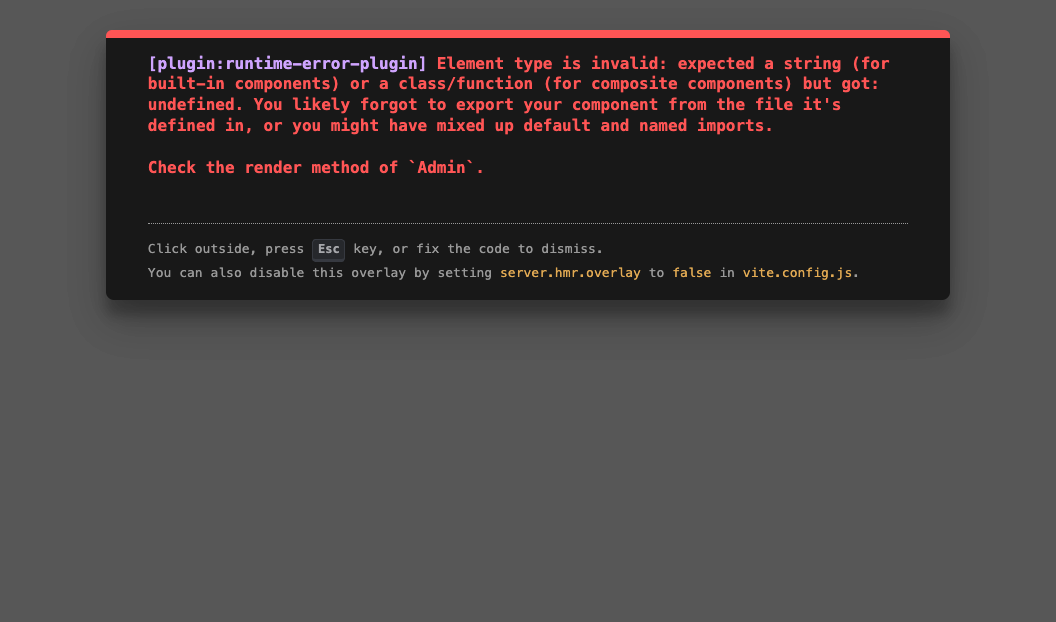 [plugin:runtime-error-plugin] Element type is invalid: expected a string (for
built-in components) or a class/function (for composite components) but got:
undefined. You likely forgot to export your component from the file it's
defined in, or you might have mixed up default and named imports.
Check the render method of `Admin`.
Click outside, press Esc key, or fix the code to dismiss.
You can also disable this overlay by setting server.hmr.overlay to false in vite.config.js.